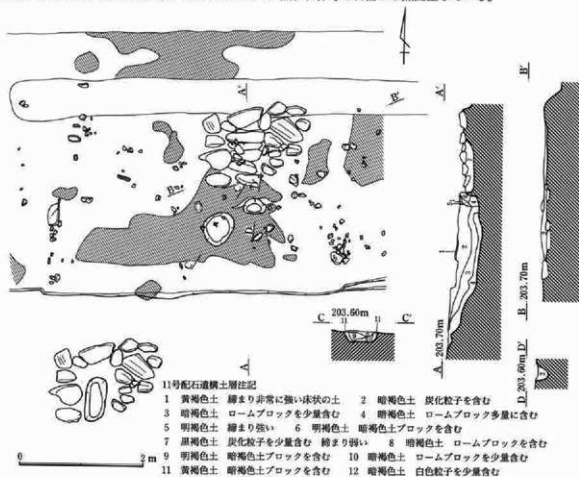 A'
B'
B'
A'
B
A
203.60m
C
C'
11
11
203.70m
A
203.70m
B
203.60m
D
D'
A
11号配石遺構土層注記
1 黄褐色土 締まり非常に強い床状の土 2 暗褐色土 炭化粒子を含む
3 暗褐色土 ロームブロックを少量含む 4 暗褐色土 ロームブロック多量に含む
5 明褐色土 締まり強い 6 明褐色土 暗褐色土ブロックを含む
7 黒褐色土 炭化粒子を少量含む 締まり弱い 8 暗褐色土 ロームブロックを含む
9 明褐色土 暗褐色土ブロックを含む 10 暗褐色土 ロームブロックを少量含む
11 黄褐色土 暗褐色土ブロックを含む 12 暗褐色土 白色粒子を少量含む
0 2m